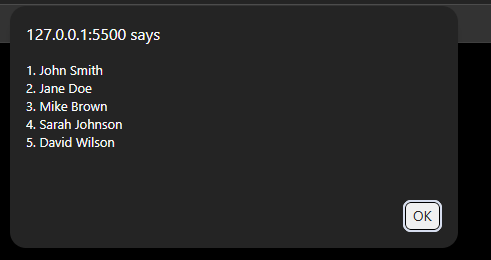 127.0.0.1:5500 says
1. John Smith
2. Jane Doe
3. Mike Brown
4. Sarah Johnson
5. David Wilson
OK